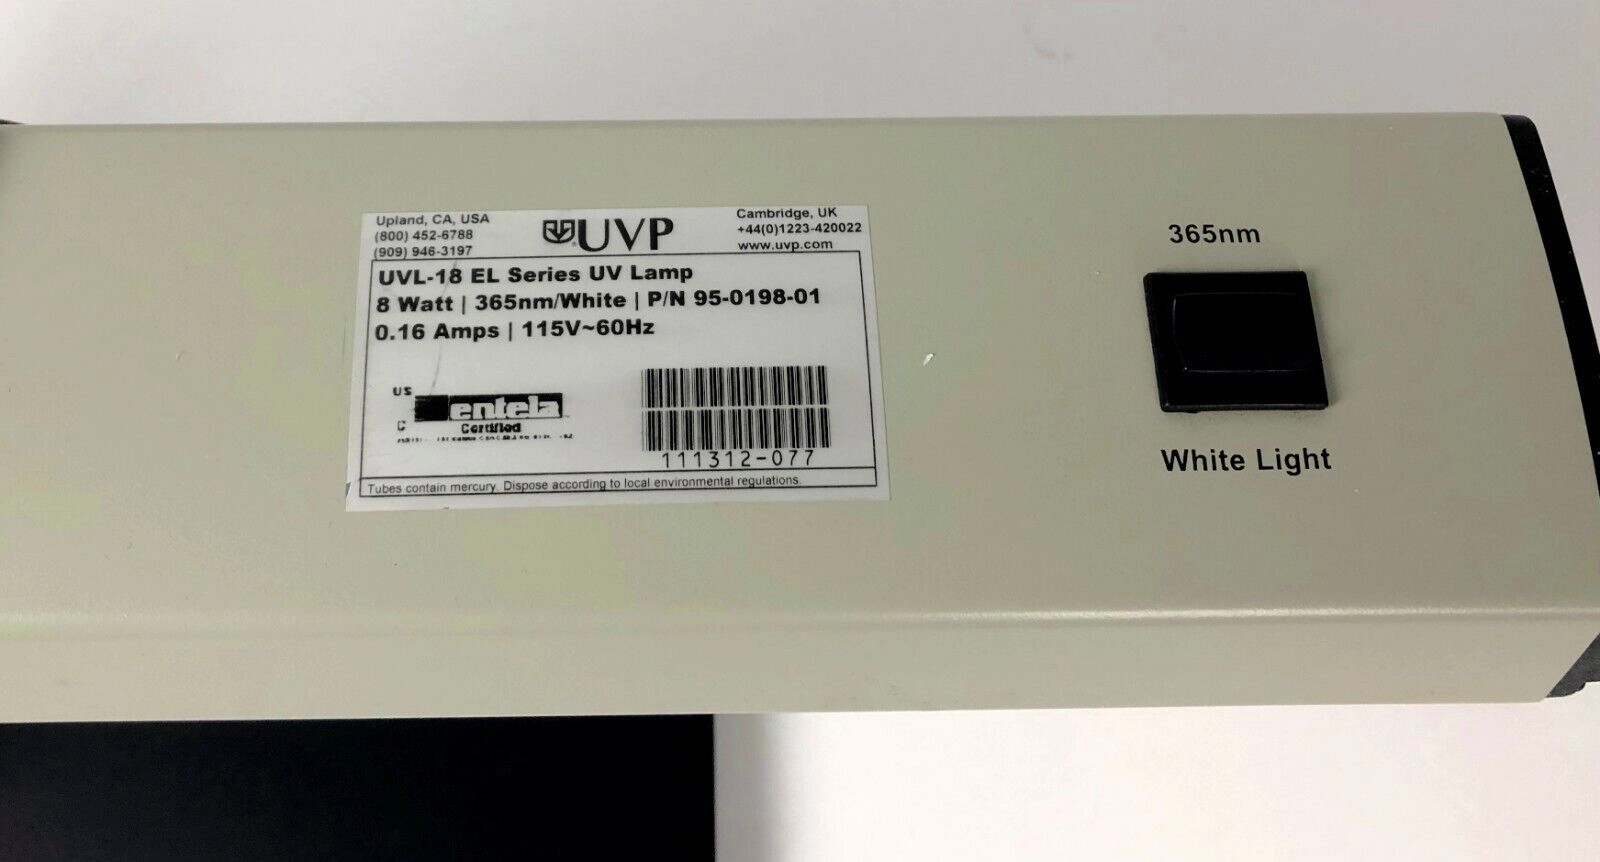 Upland, CA, USA
(800) 452-6788
(909) 946-3197
UVP
Cambridge, UK
+44(0)1223-420022
www.uvp.com
UVL-18 EL Series UV Lamp
8 Watt | 365nm/White | P/N 95-0198-01
0.16 Amps | 115V~60Hz
US
C
entela
Certified
111312-077
Tubes contain mercury. Dispose according to local environmental regulations.
365nm
White Light